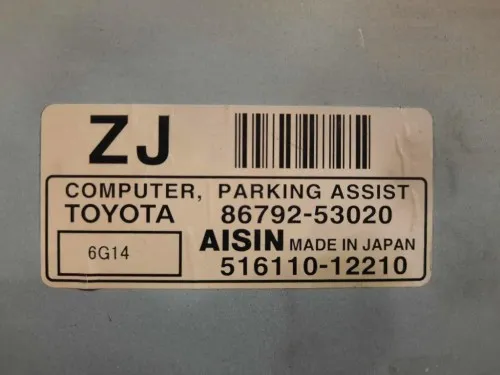 ZJ
COMPUTER, PARKING ASSIST
TOYOTA 86792-53020
6G14 AISIN MADE IN JAPAN
516110-12210